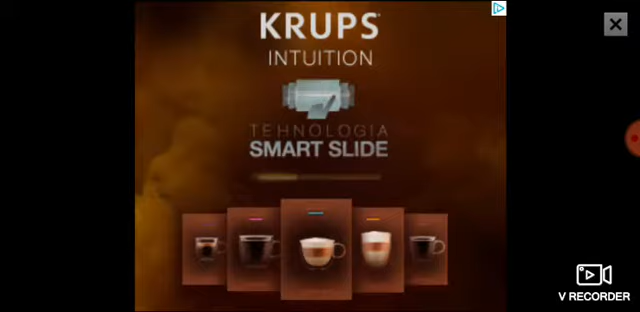 KRUPS
INTUITION
TEHNOLOGIA
SMART SLIDE
V RECORDER